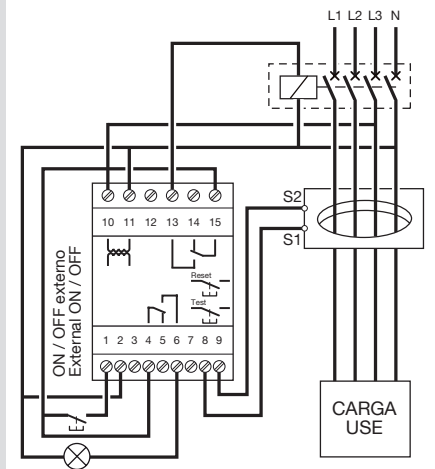 L1 L2 L3 N
S2
S1
10 11 12 13 14 15
Reset
Test
ON / OFF externo
External ON / OFF
1 2 3 4 5 6 7 8 9
CARGA
USE